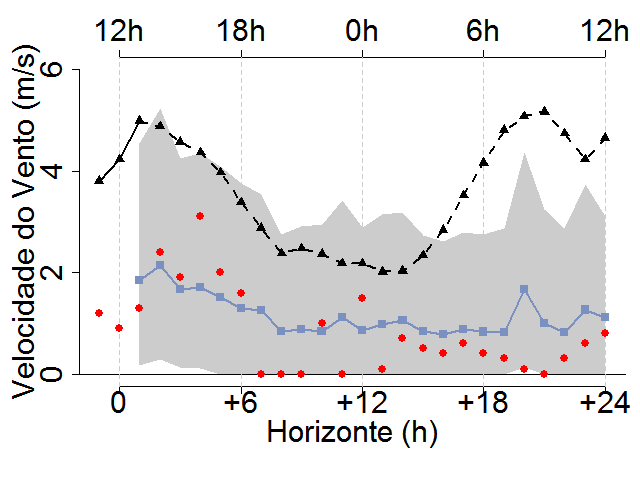 12h 18h 0h 6h 12h
Velocidade do Vento (m/s)
6
4
2
0
0 +6 +12 +18 +24
Horizonte (h)